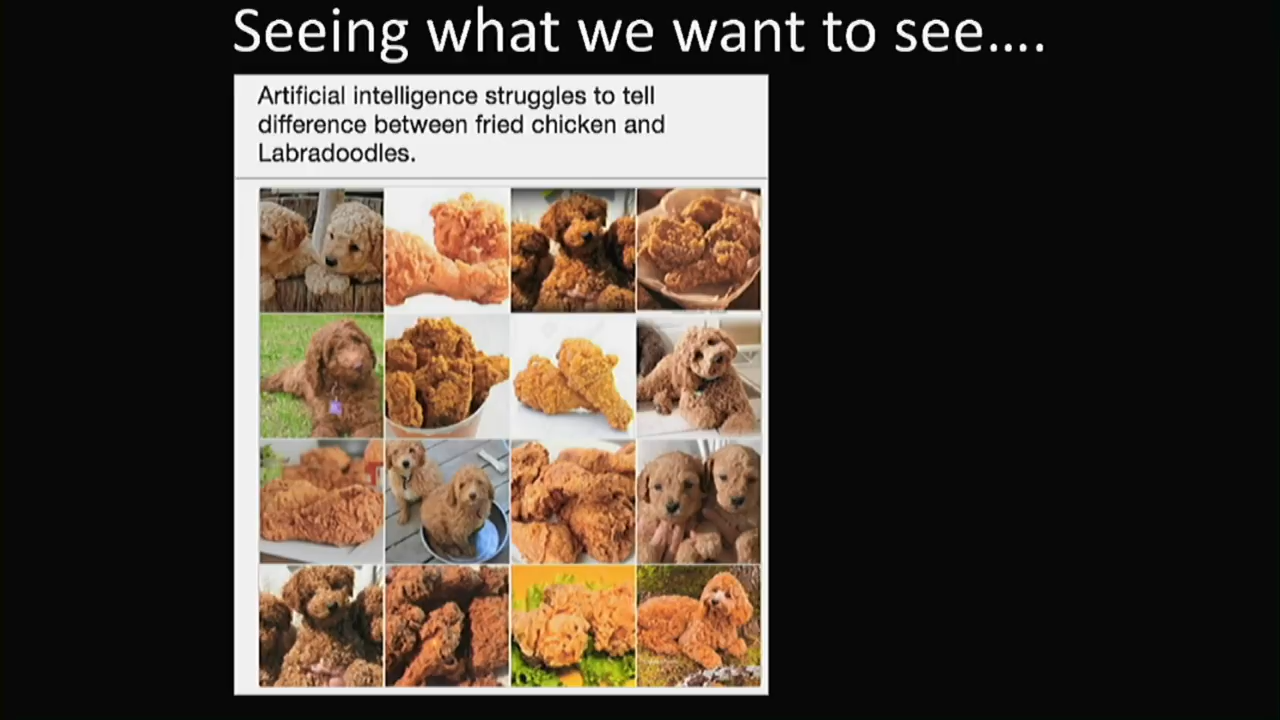 Seeing what we want to see....
Artificial intelligence struggles to tell
difference between fried chicken and
Labradoodles.